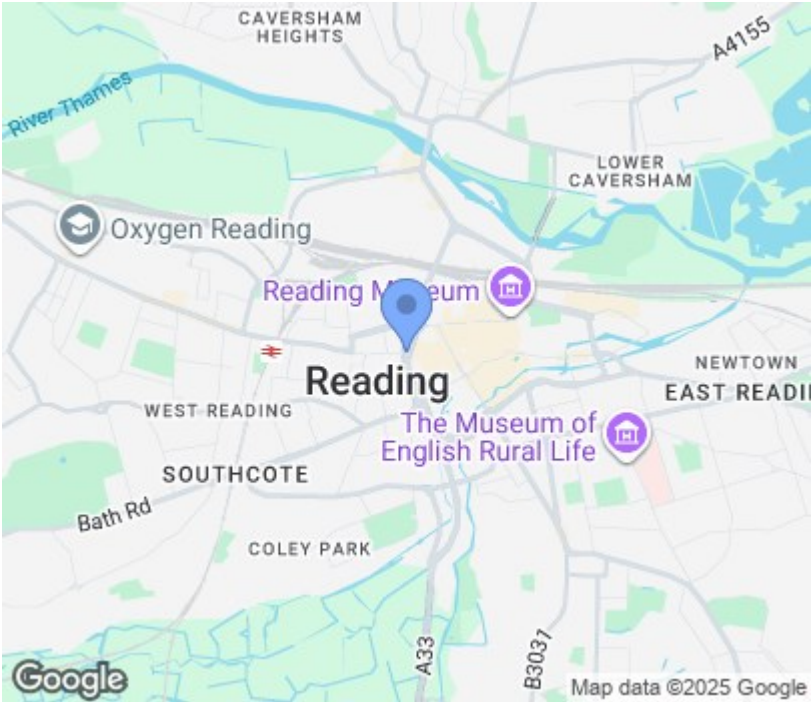 CAVERSHAM
HEIGHTS
A4155
River Thames
LOWER
CAVERSHAM
Oxygen Reading
Reading Museum
Reading
NEWTOWN
EAST READI
WEST READING
The Museum of
English Rural Life
SOUTHCOTE
Bath Rd
COLEY PARK
A33
B3031
Google
Map data ©2025 Google